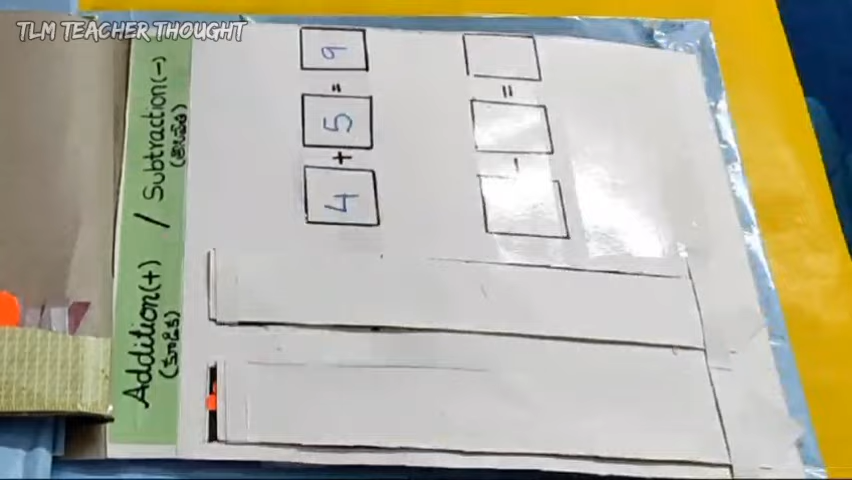 TLM TEACHER THOUGHT
Addition(+) / Subtraction(-)
4 + 5 = 9
- =